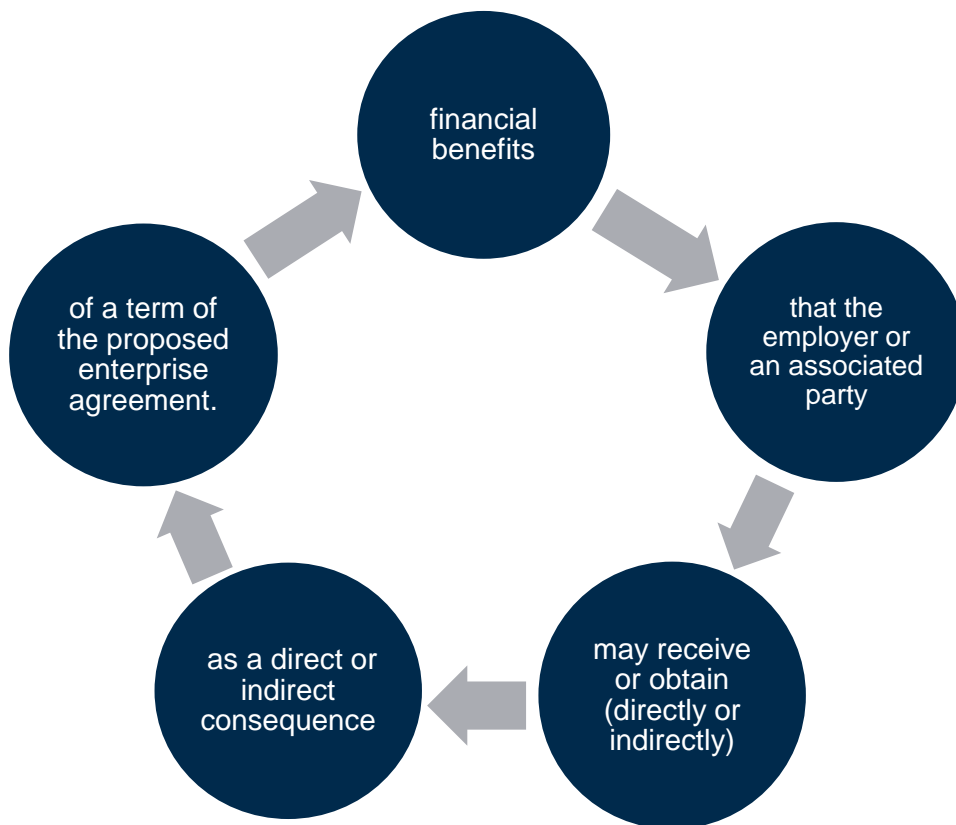 financial
benefits
that the
employer or
an associated
party
may receive
or obtain
(directly or
indirectly)
as a direct or
indirect
consequence
of a term of
the proposed
enterprise
agreement.